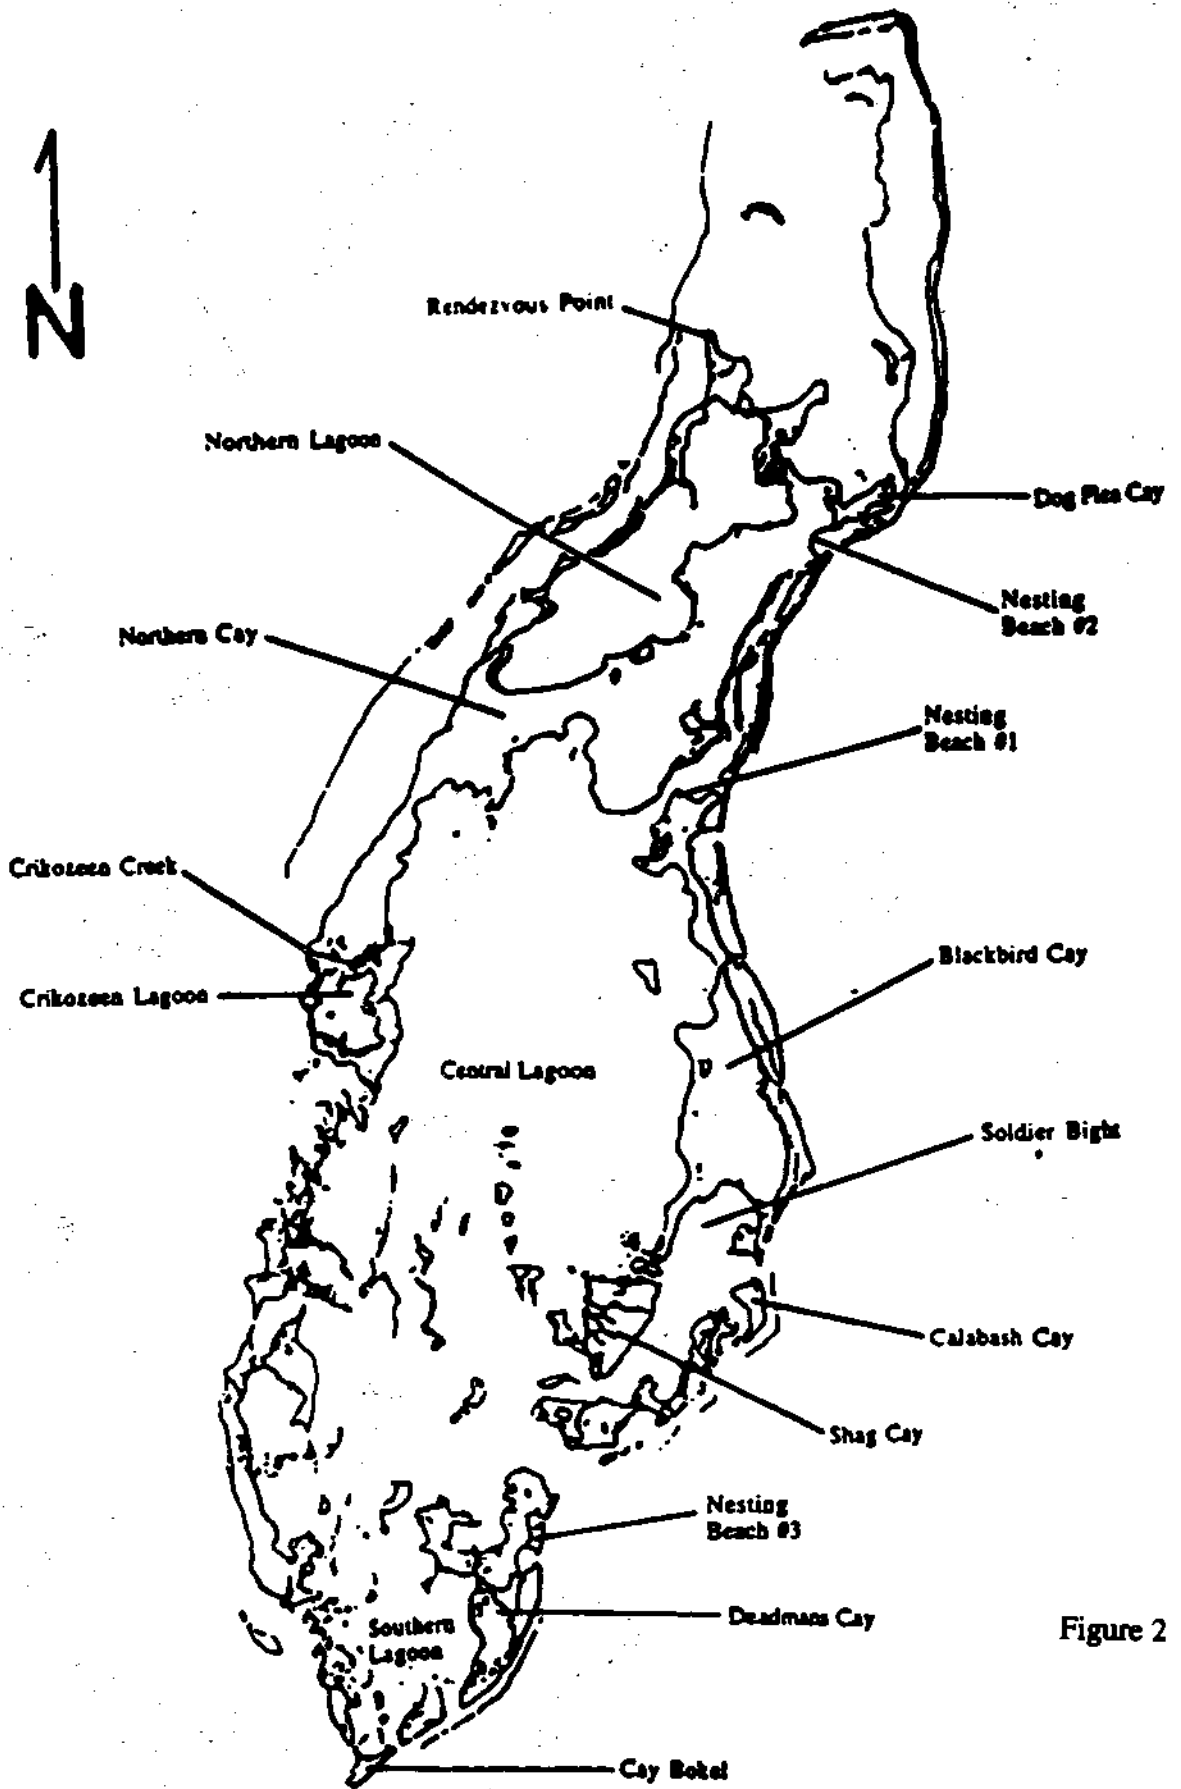 N
Rendezvous Point
Northern Lagoon
Dog Flea Cay
Nesting
Beach #2
Northern Cay
Nesting
Beach #1
Crikozeen Creek
Blackbird Cay
Crikozeen Lagoon
Central Lagoon
Soldier Bight
Calabash Cay
Shag Cay
Nesting
Beach #3
Deadmans Cay
Southern
Lagoon
Figure 2
Cay Bokel